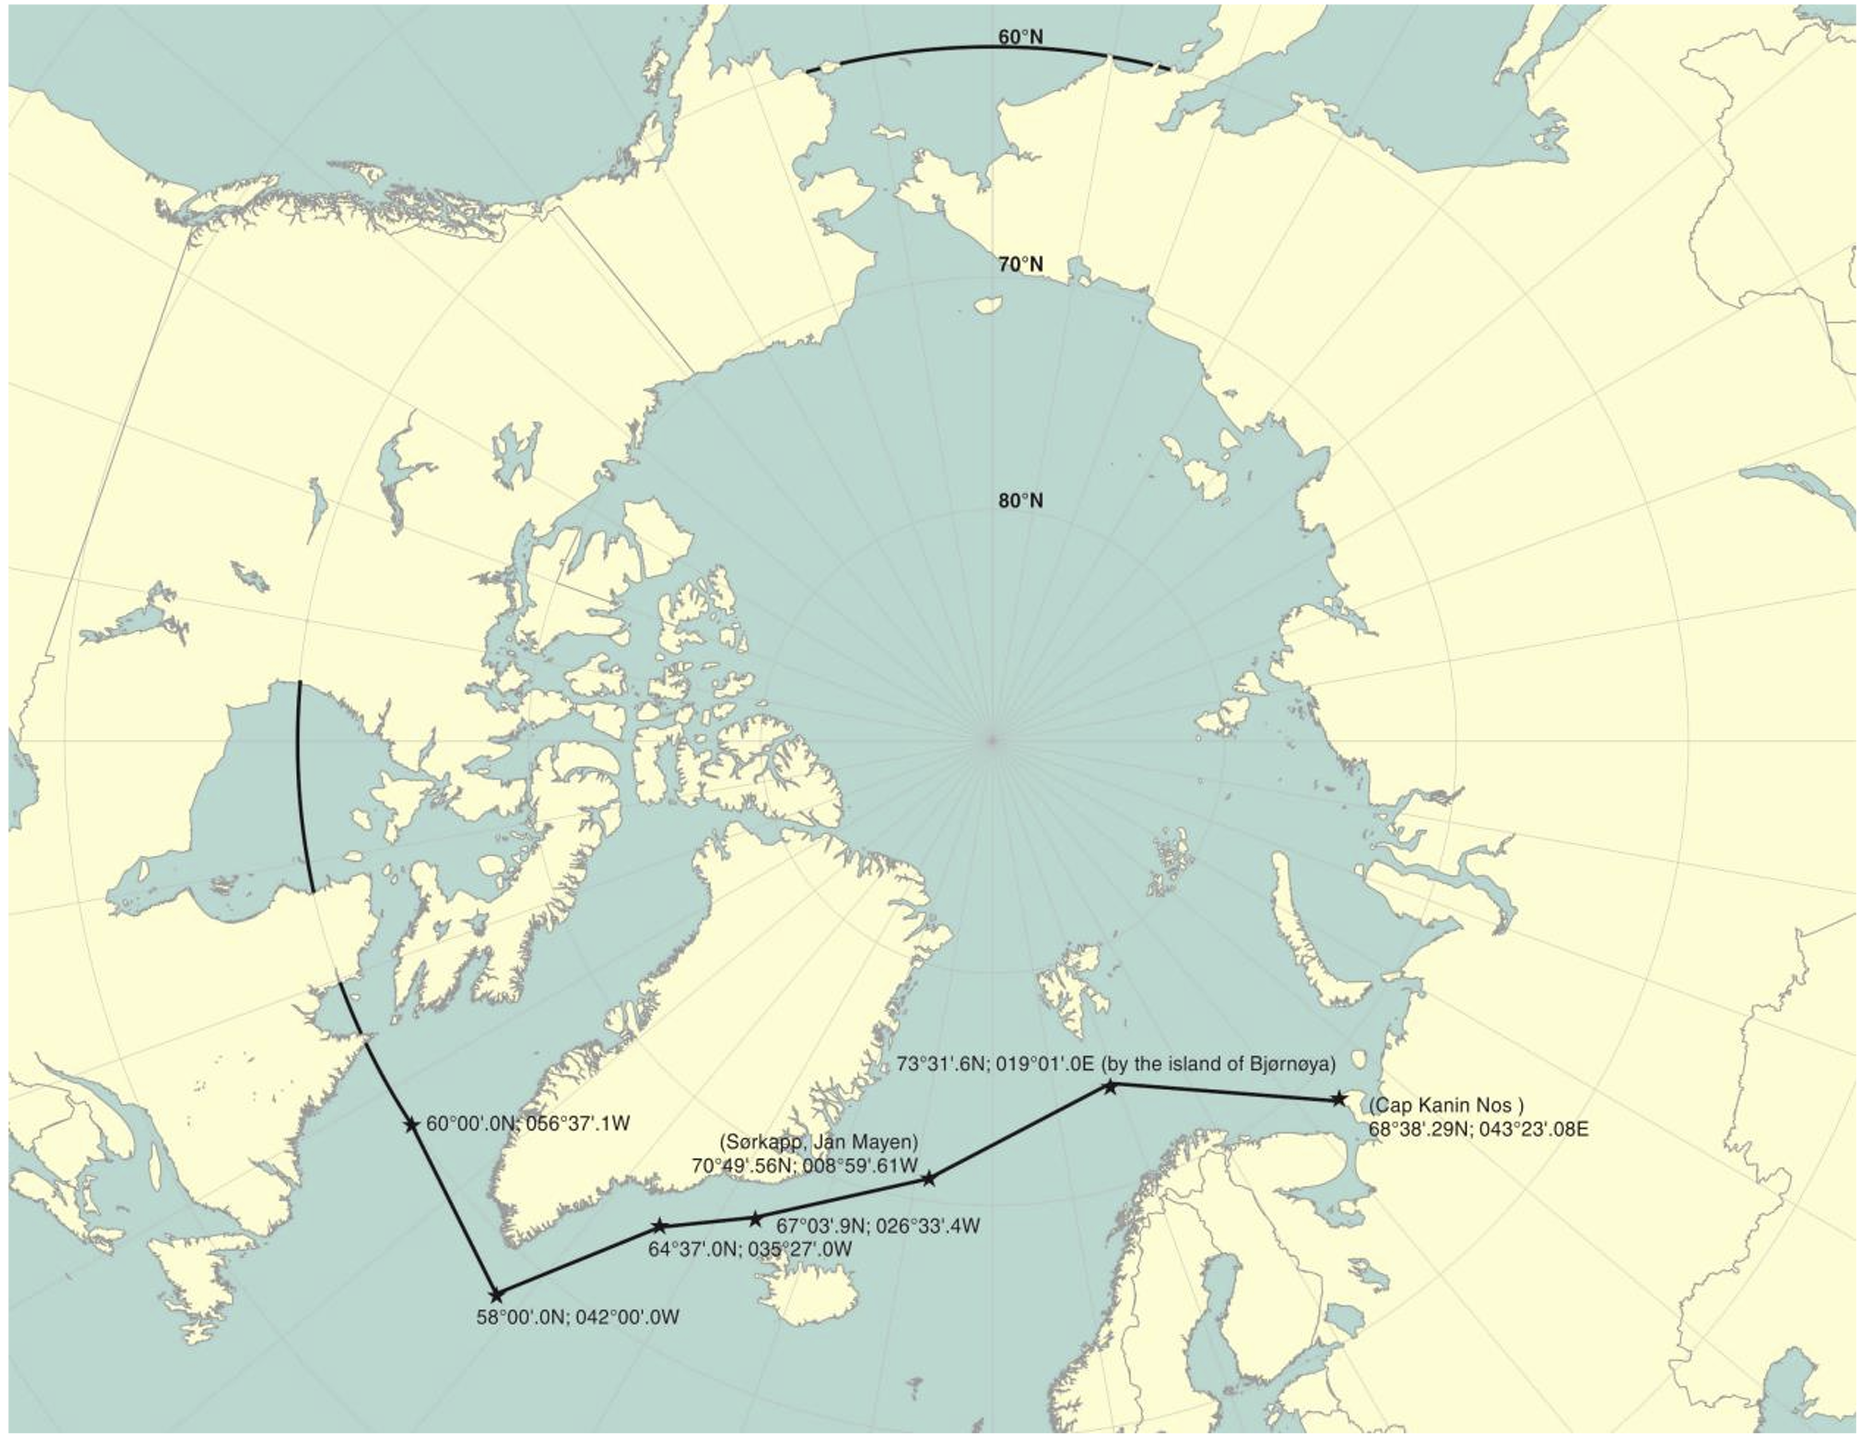 60°N
70°N
80°N
73°31'.6N; 019°01'.0E (by the island of Bjørnøya)
(Cap Kanin Nos )
68°38'.29N; 043°23'.08E
60°00'.0N; 056°37'.1W
(Sørkapp, Jan Mayen)
70°49'.56N; 008°59'.61W
67°03'.9N; 026°33'.4W
64°37'.0N; 035°27'.0W
58°00'.0N; 042°00'.0W